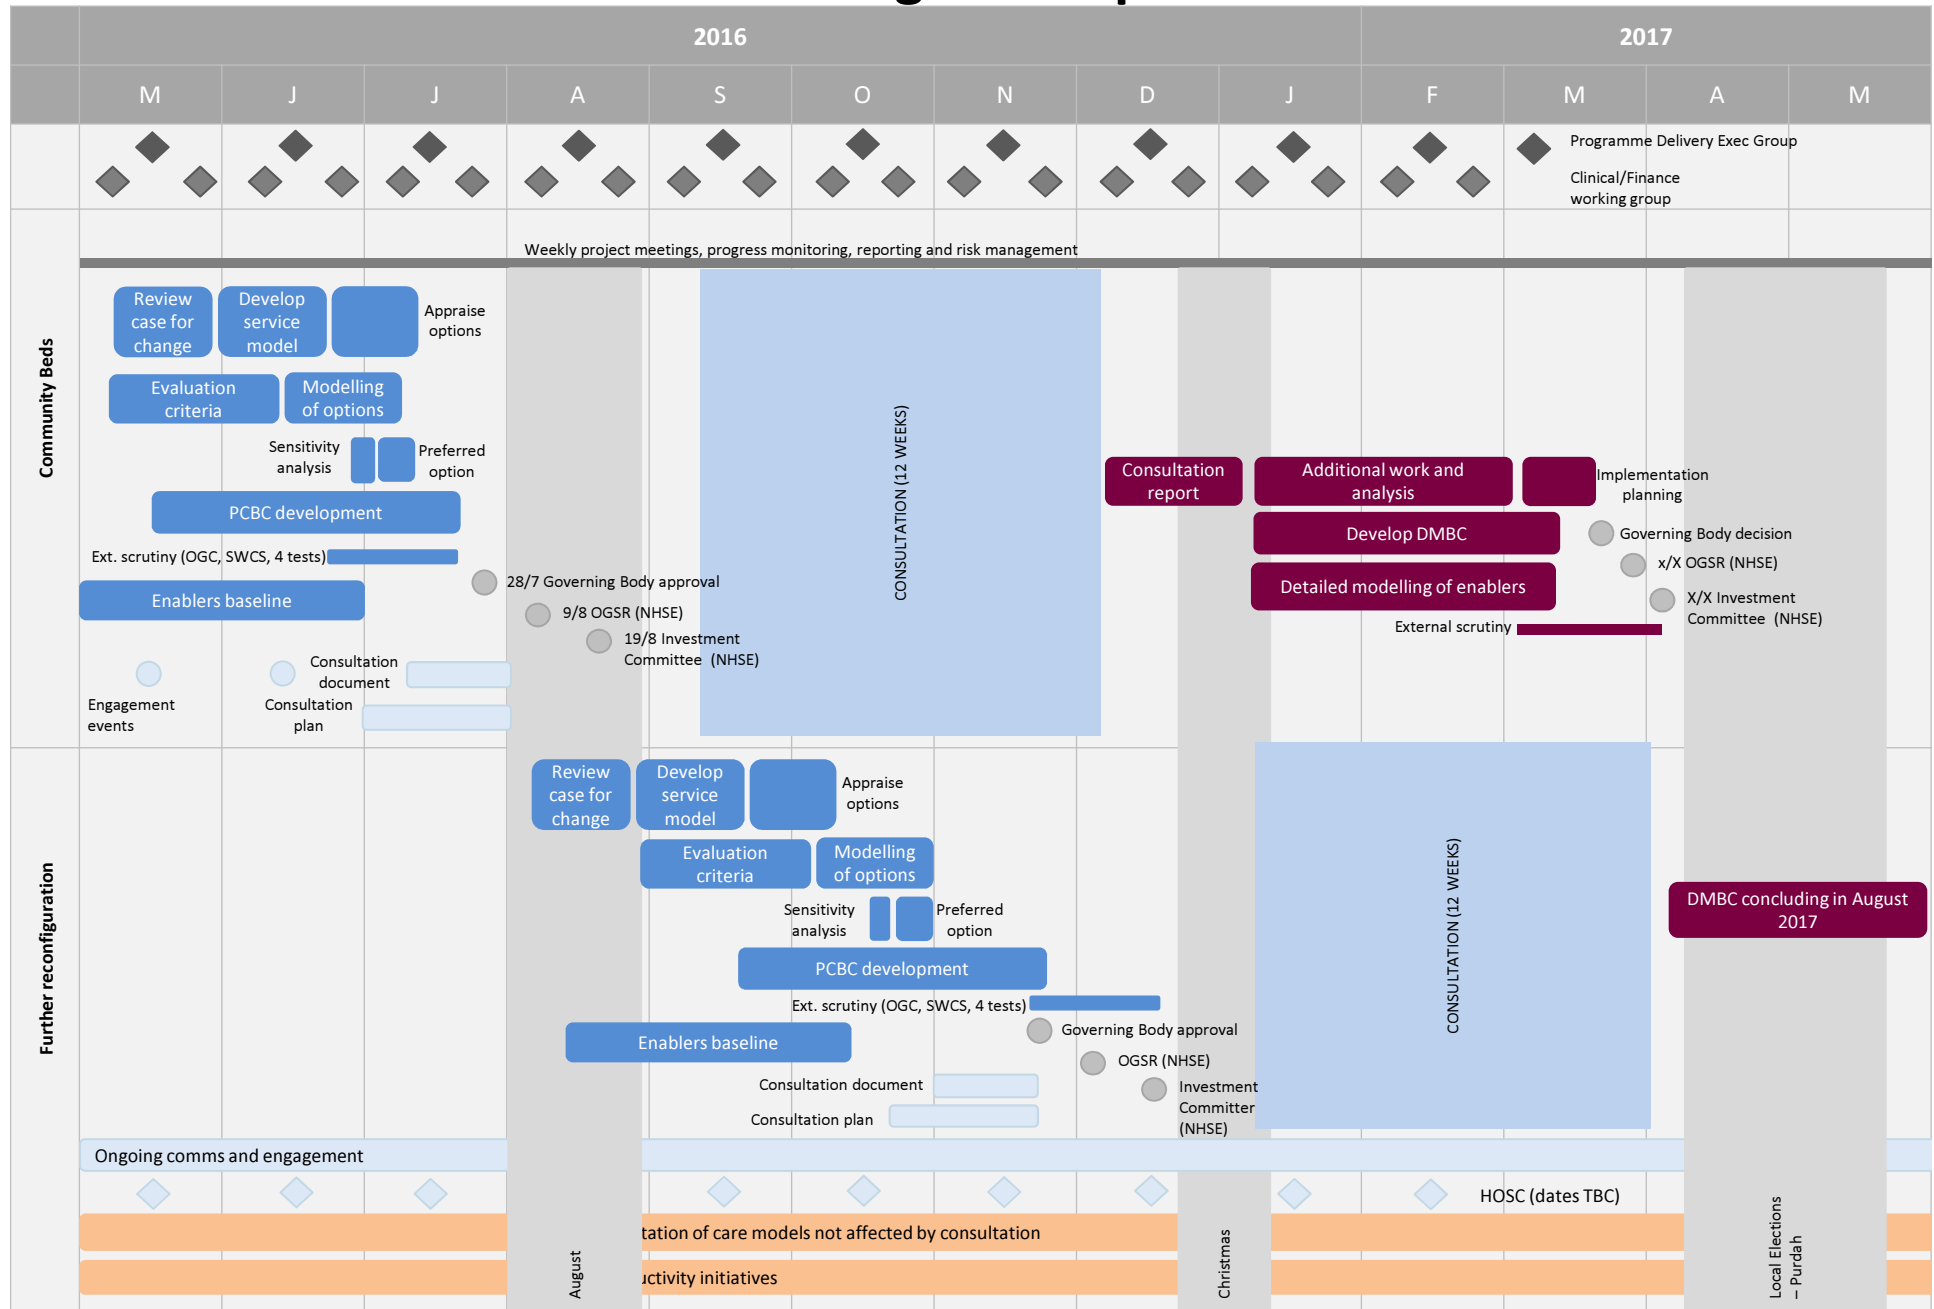 2016
2017
M J J A S O N D J F M A M
Programme Delivery Exec Group
Clinical/Finance
working group
Weekly project meetings, progress monitoring, reporting and risk management
Community Beds
Review
case for
change
Develop
service
model
Appraise
options
Evaluation
criteria
Modelling
of options
Sensitivity
analysis
Preferred
option
PCBC development
Ext. scrutiny (OGC, SWCS, 4 tests)
28/7 Governing Body approval
Enablers baseline
9/8 OGSR (NHSE)
19/8 Investment
Committee (NHSE)
Consultation
document
Engagement
events
Consultation
plan
CONSULTATION (12 WEEKS)
Consultation
report
Additional work and
analysis
Implementation
planning
Develop DMBC
Governing Body decision
x/X OGSR (NHSE)
Detailed modelling of enablers
X/X Investment
Committee (NHSE)
External scrutiny
Further reconfiguration
Review
case for
change
Develop
service
model
Appraise
options
Evaluation
criteria
Modelling
of options
Sensitivity
analysis
Preferred
option
PCBC development
Ext. scrutiny (OGC, SWCS, 4 tests)
Governing Body approval
Enablers baseline
OGSR (NHSE)
Consultation document
Investment
Committer
(NHSE)
Consultation plan
CONSULTATION (12 WEEKS)
DMBC concluding in August
2017
Ongoing comms and engagement
HOSC (dates TBC)
tation of care models not affected by consultation
uctivity initiatives
August
Christmas
Local Elections
– Purdah